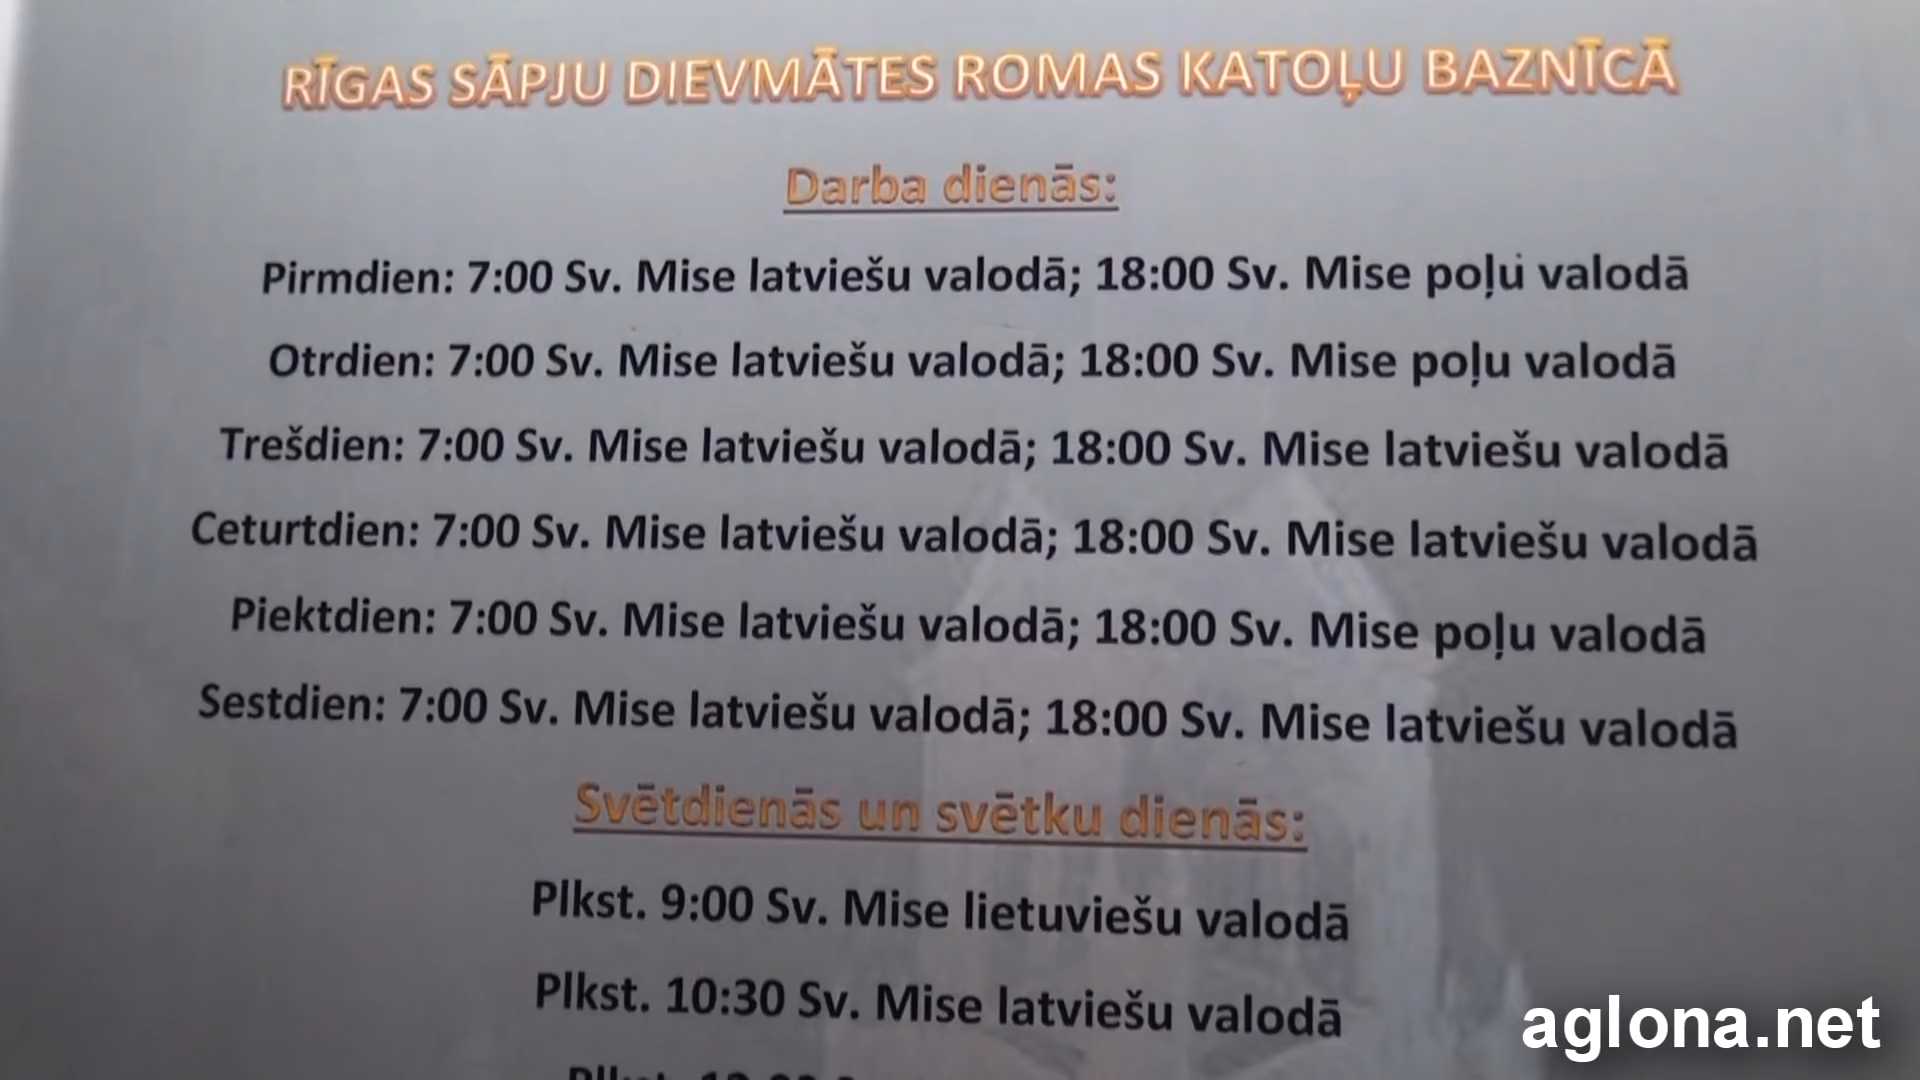 RĪGAS SĀPJU DIEVMĀTES ROMAS KATOĻU BAZNĪCĀ
Darba dienās:
Pirmdien: 7:00 Sv. Mise latviešu valodā; 18:00 Sv. Mise poļu valodā
Otrdien: 7:00 Sv. Mise latviešu valodā; 18:00 Sv. Mise poļu valodā
Trešdien: 7:00 Sv. Mise latviešu valodā; 18:00 Sv. Mise latviešu valodā
Ceturtdien: 7:00 Sv. Mise latviešu valodā; 18:00 Sv. Mise latviešu valodā
Piektdien: 7:00 Sv. Mise latviešu valodā; 18:00 Sv. Mise poļu valodā
Sestdien: 7:00 Sv. Mise latviešu valodā; 18:00 Sv. Mise latviešu valodā
Svētdienās un svētku dienās:
Plkst. 9:00 Sv. Mise lietuviešu valodā
Plkst. 10:30 Sv. Mise latviešu valodā
aglona.net